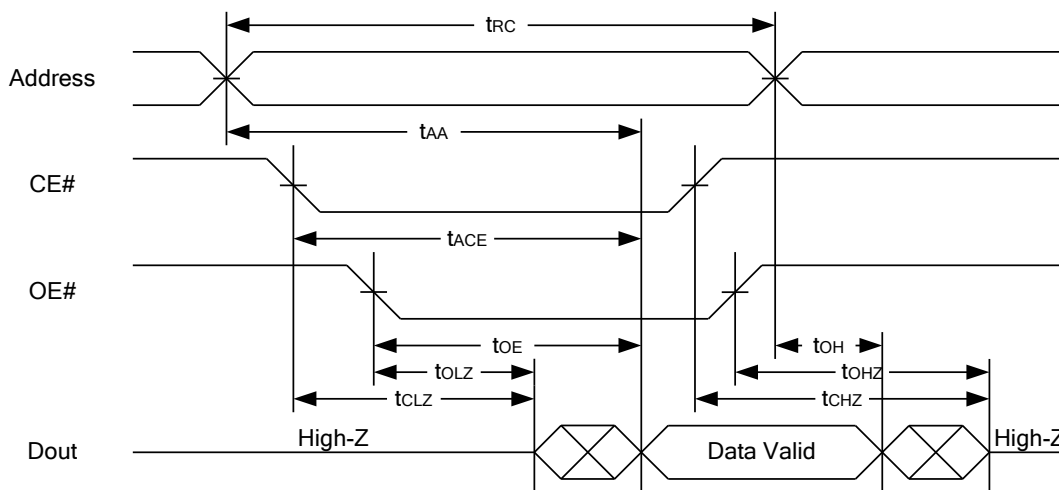 tRC
Address
tAA
CE#
tACE
OE#
tOE
tOH
tOLZ
tOHZ
tCLZ
tCHZ
High-Z
High-Z
Dout
Data Valid